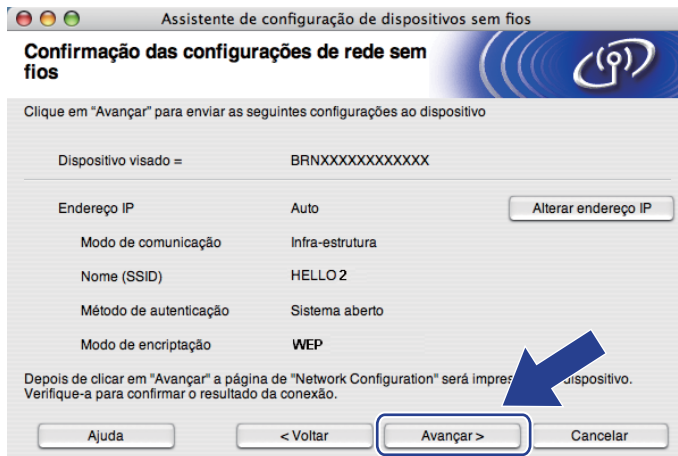 Assistente de configuração de dispositivos sem fios
Confirmação das configurações de rede sem
fios
Clique em "Avançar" para enviar as seguintes configurações ao dispositivo
Dispositivo visado = BRNXXXXXXXXXXXX
Endereço IP Auto Alterar endereço IP
Modo de comunicação Infra-estrutura
Nome (SSID) HELLO2
Método de autenticação Sistema aberto
Modo de encriptação WEP
Depois de clicar em "Avançar" a página de "Network Configuration" será dispositivo.
Verifique-a para confirmar o resultado da conexão.
Ajuda < Voltar Avançar > Cancelar